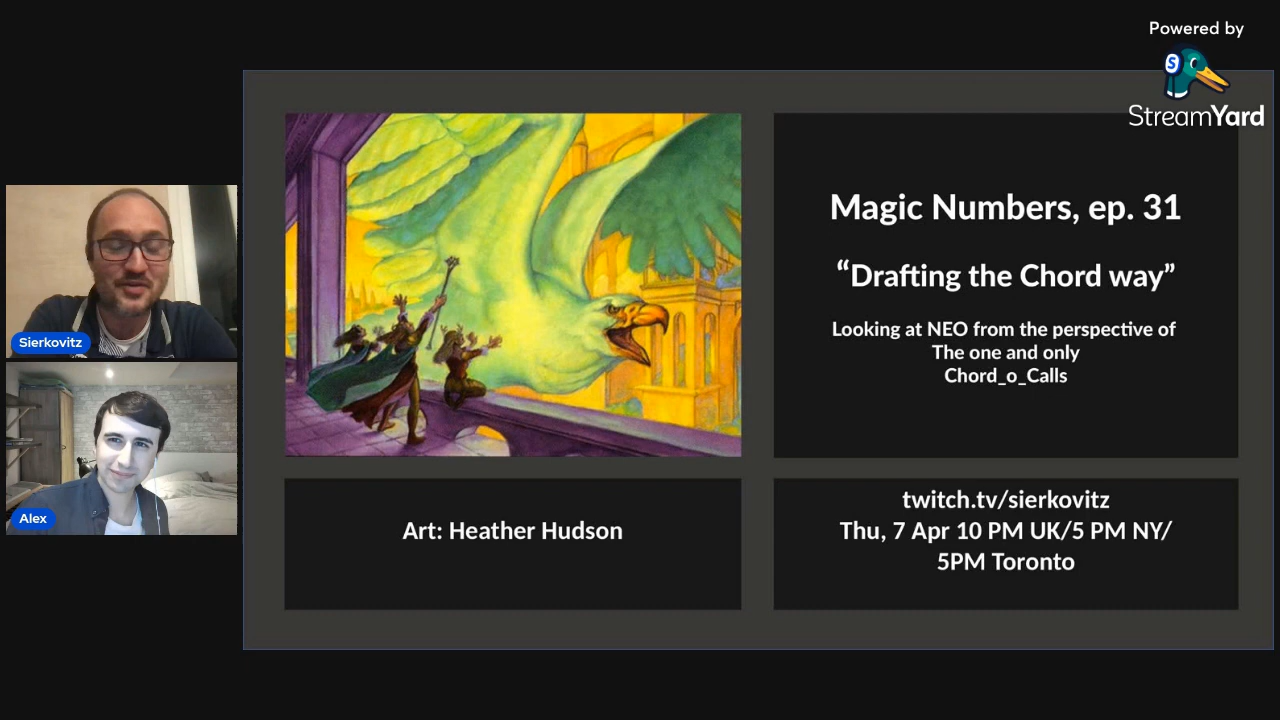 Powered by
S
StreamYard
Magic Numbers, ep. 31
“Drafting the Chord way”
Looking at NEO from the perspective of
The one and only
Chord_o_Calls
Sierkovitz
Alex
Art: Heather Hudson
twitch.tv/sierkovitz
Thu, 7 Apr 10 PM UK/5 PM NY/
5PM Toronto